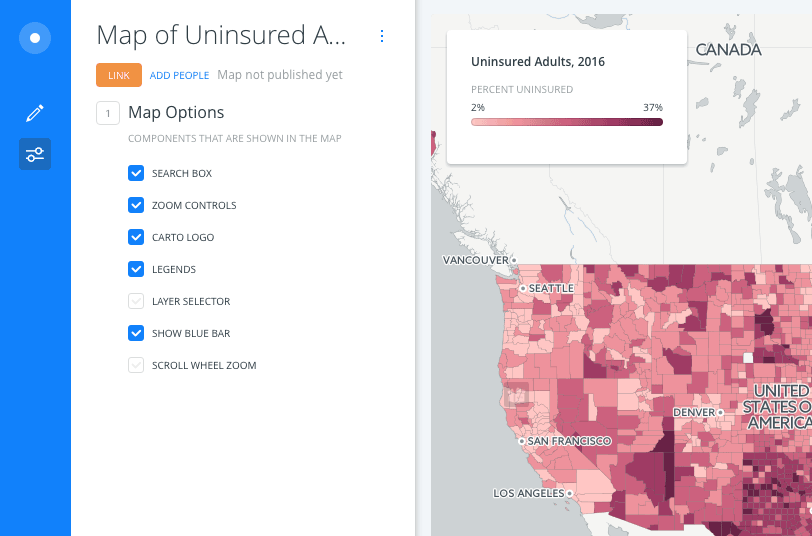 Map of Uninsured A...
LINK
ADD PEOPLE
Map not published yet
1
Map Options
COMPONENTS THAT ARE SHOWN IN THE MAP
SEARCH BOX
ZOOM CONTROLS
CARTO LOGO
LEGENDS
LAYER SELECTOR
SHOW BLUE BAR
SCROLL WHEEL ZOOM
Uninsured Adults, 2016
PERCENT UNINSURED
2% 37%
CANADA
VANCOUVER
SEATTLE
UNITED
STATES O
AMERICA
DENVER
SAN FRANCISCO
LOS ANGELES